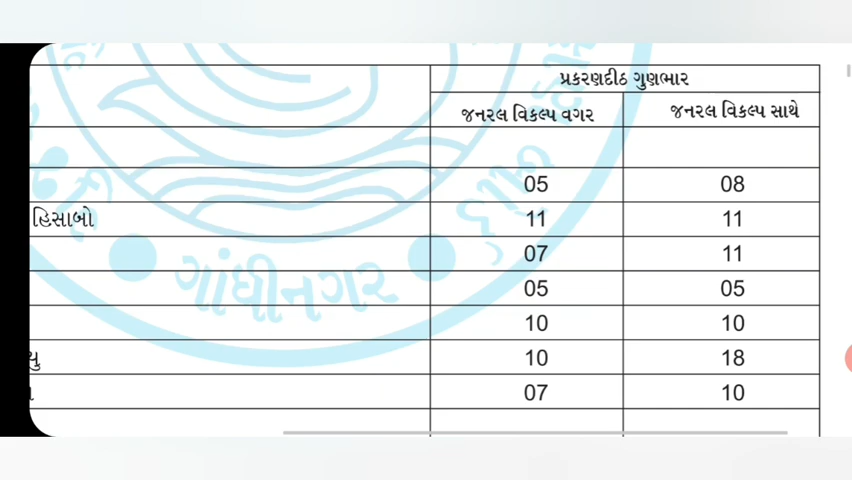 પ્રકરણદીઠ ગુણભાર
જનરલ વિકલ્પ વગર જનરલ વિકલ્પ સાથે
05 08
હિસાબો 11 11
07 11
05 05
10 10
10 18
07 10
ગાંધીનગર